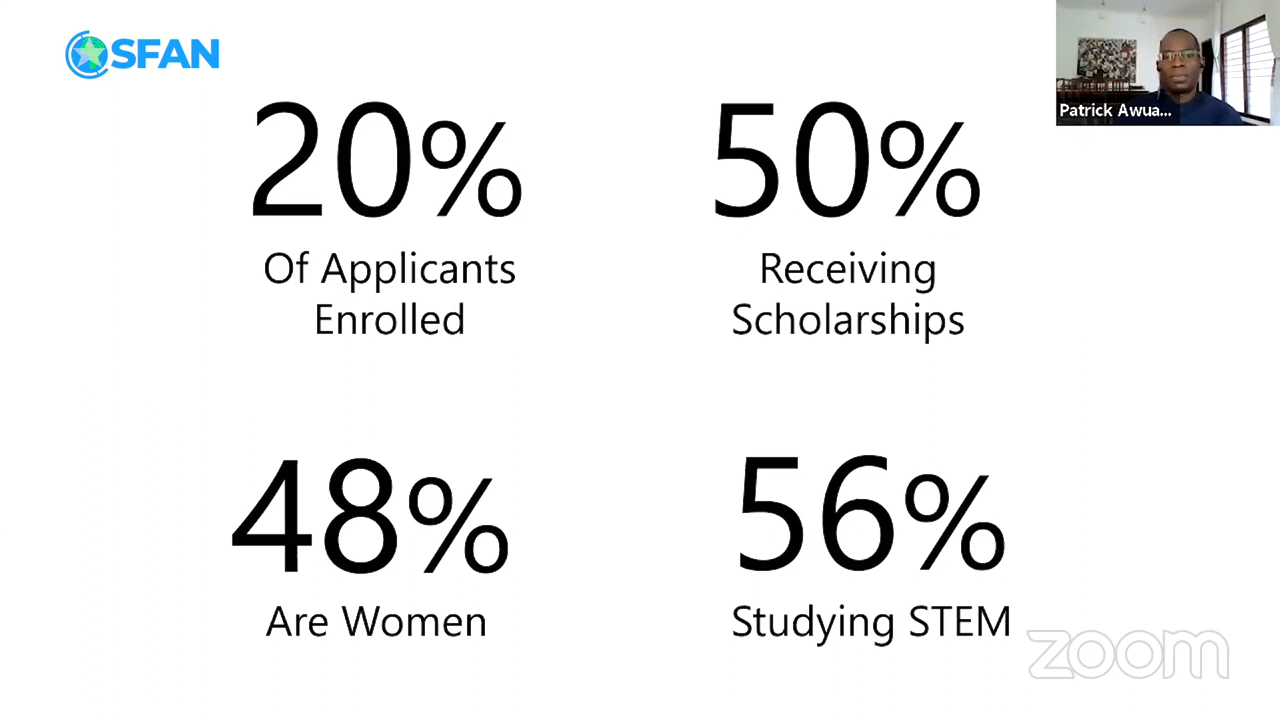 SFAN
Patrick Awua...
20%
Of Applicants
Enrolled
50%
Receiving
Scholarships
48%
Are Women
56%
Studying STEM
zoom